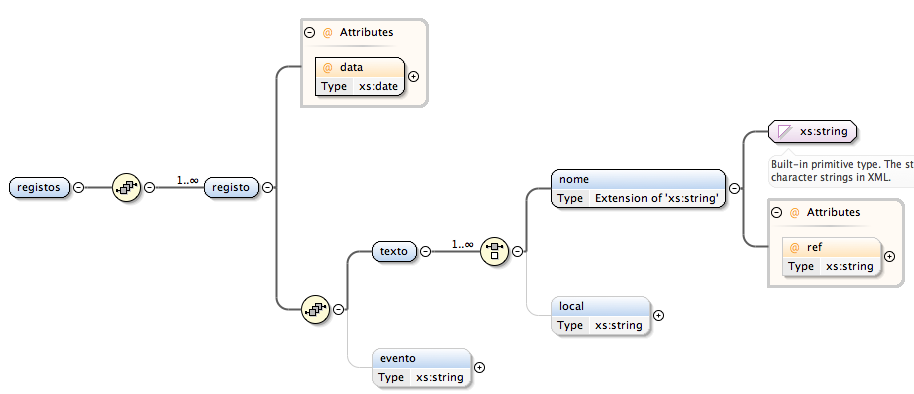 @ Attributes
@ data
Type xs:date
registos
1..∞
registo
xs:string
Built-in primitive type. The st
character strings in XML.
nome
Type Extension of 'xs:string'
@ Attributes
@ ref
Type xs:string
texto
1..∞
local
Type xs:string
evento
Type xs:string